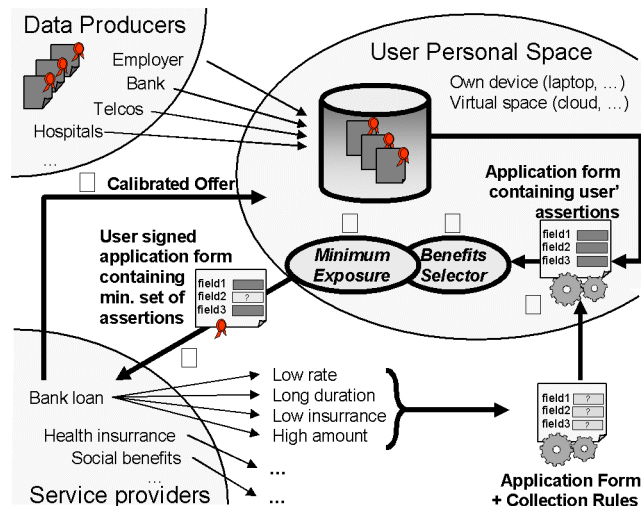 Data Producers
Employer
Bank
Telcos
Hospitals
...
User Personal Space
Own device (laptop, ...)
Virtual space (cloud, ...)
Calibrated Offer
Application form
containing user'
assertions
field1
field2
field3
User signed
application form
containing
min. set of
assertions
field1
field2 ?
field3
Minimum
Exposure
Benefits
Selector
Bank loan
Low rate
Long duration
Low insurrance
High amount
Health insurrance
Social benefits
...
...
...
Service providers
field1 ?
field2 ?
field3 ?
Application Form
+ Collection Rules